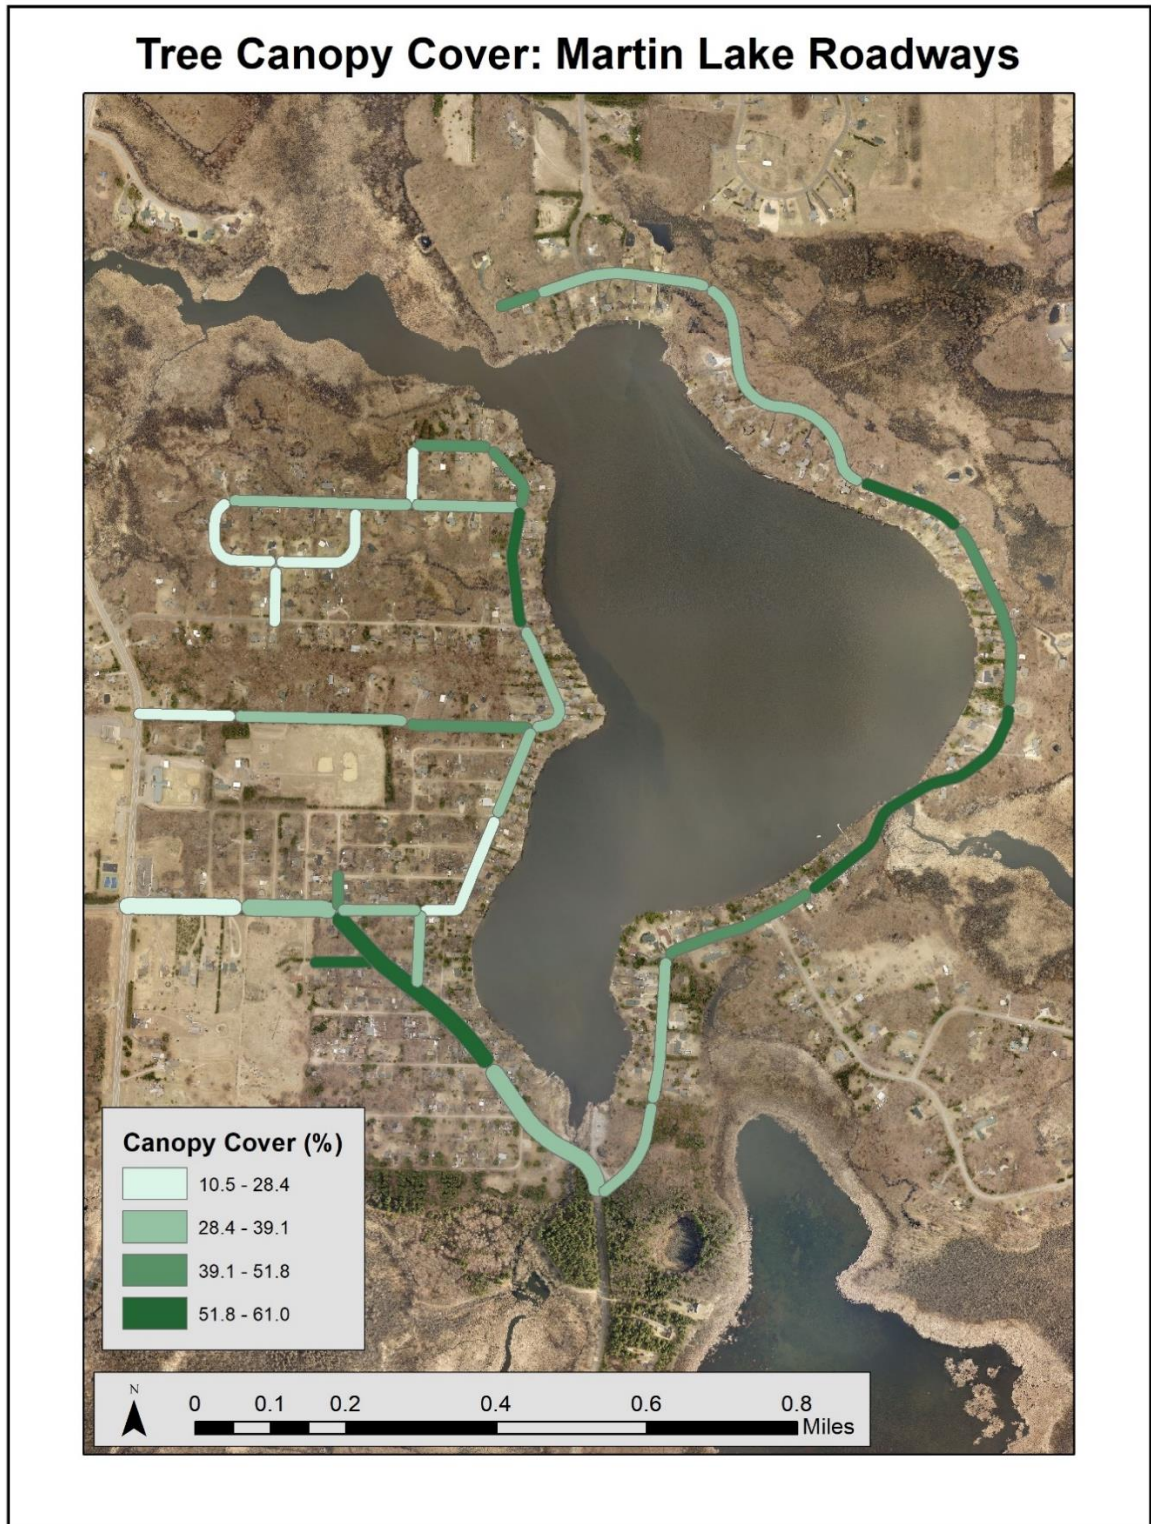 Tree Canopy Cover: Martin Lake Roadways
Canopy Cover (%)
10.5 - 28.4
28.4 - 39.1
39.1 - 51.8
51.8 - 61.0
N
0 0.1 0.2 0.4 0.6 0.8
Miles